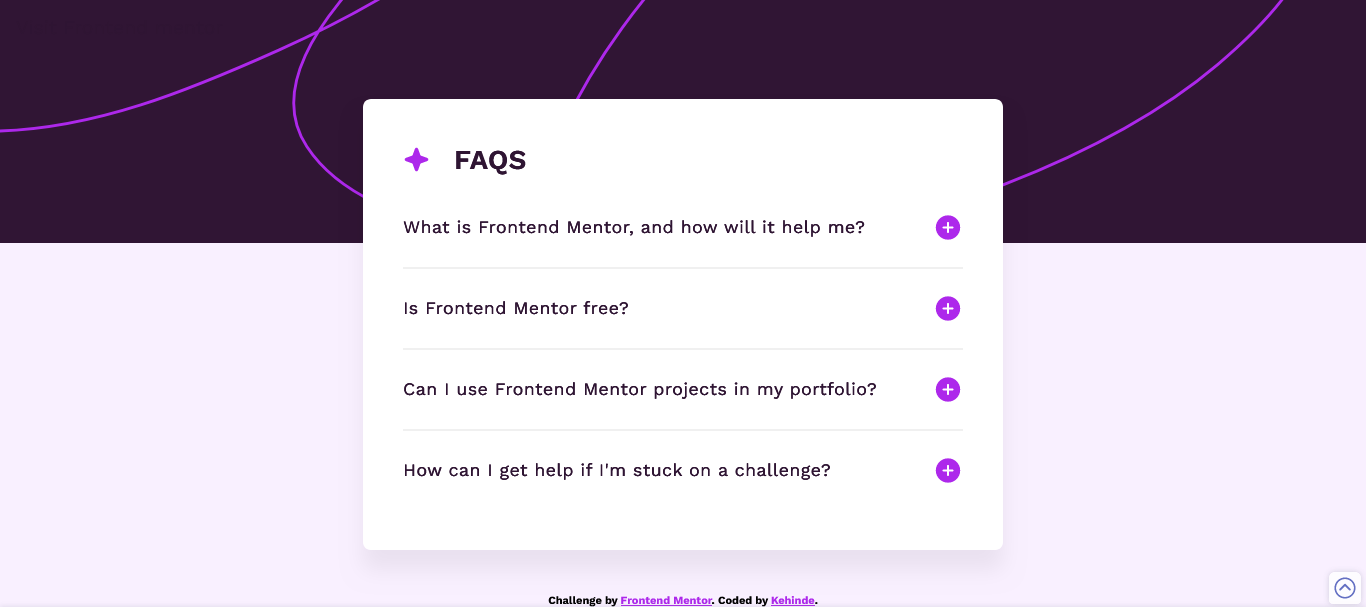 FAQS
What is Frontend Mentor, and how will it help me?
Is Frontend Mentor free?
Can I use Frontend Mentor projects in my portfolio?
How can I get help if I'm stuck on a challenge?
Challenge by Frontend Mentor. Coded by Kehinde.